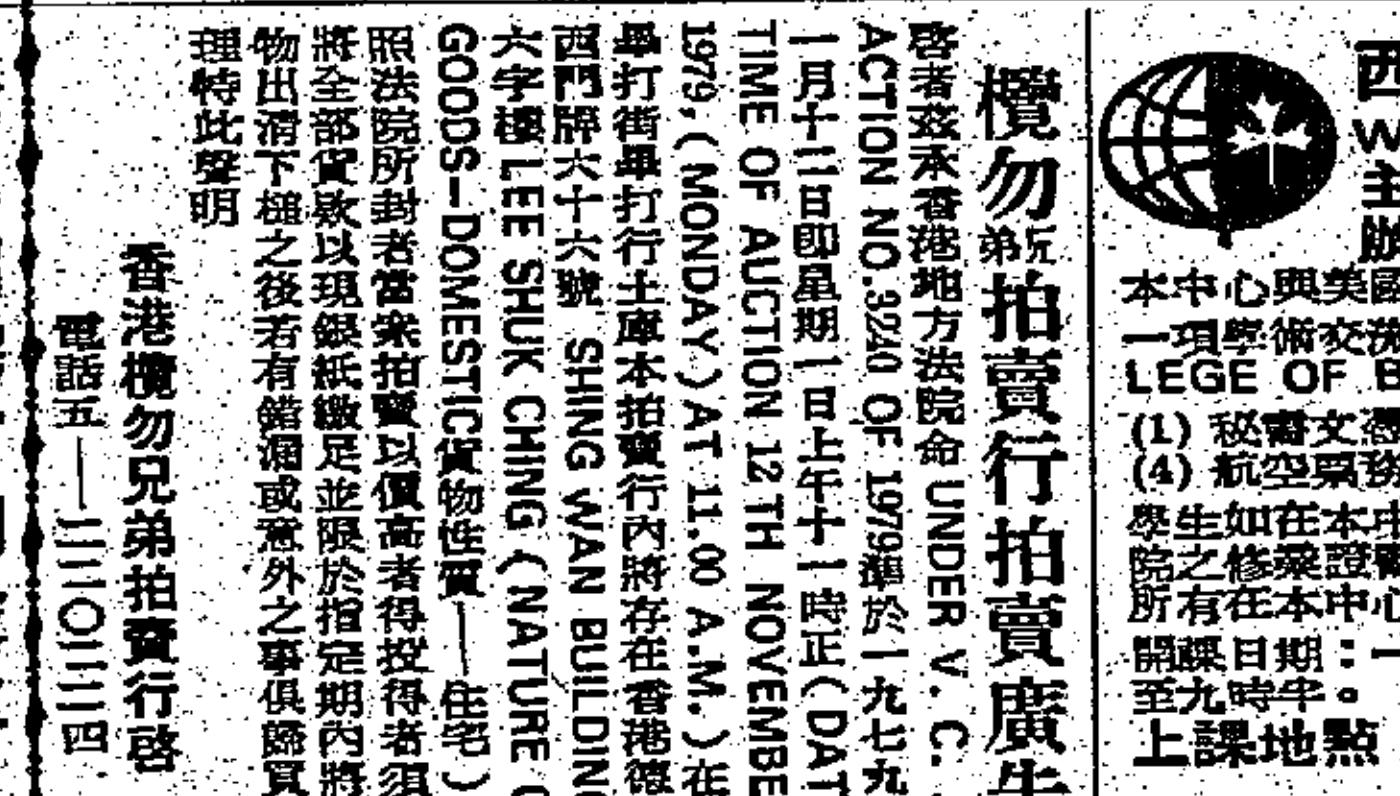 欖勿兄弟拍賣行拍賣廣告
啓者茲本香港地方法院命 UNDER V. C.
ACTION NO.9240 OF 1979準於一九七九
一月十二日即星期一日上午十一時正(DAT
TIME OF AUCTION 12TH NOVEMBE
1979,(MONDAY)AT 11.00 A.M.)在
畢打街畢打行土庫本拍賣行內將存在香港德
西門牌六十六號 SHING WAN BUILDING
六字樓 LEE SHUK CHING (NATURE O
GOODS—DOMESTIC貨物性質——住宅)
照法院所封者當衆拍賣以價高者得投得者須
將全部貨欵以現銀紙繳足並限於指定期內將
物出清下槌之後若有錯漏或意外之事俱歸買
理特此聲明
香港欖勿兄弟拍賣行啓
電話五——二二〇二二四
西
W
主
辦
本中心與美國
一項學術交流
LEGE OF B
(1) 秘書文憑
(4) 航空票務
學生如在本
院之修業證
所有在本中心
開課日期：一
至九時半。
上課地點